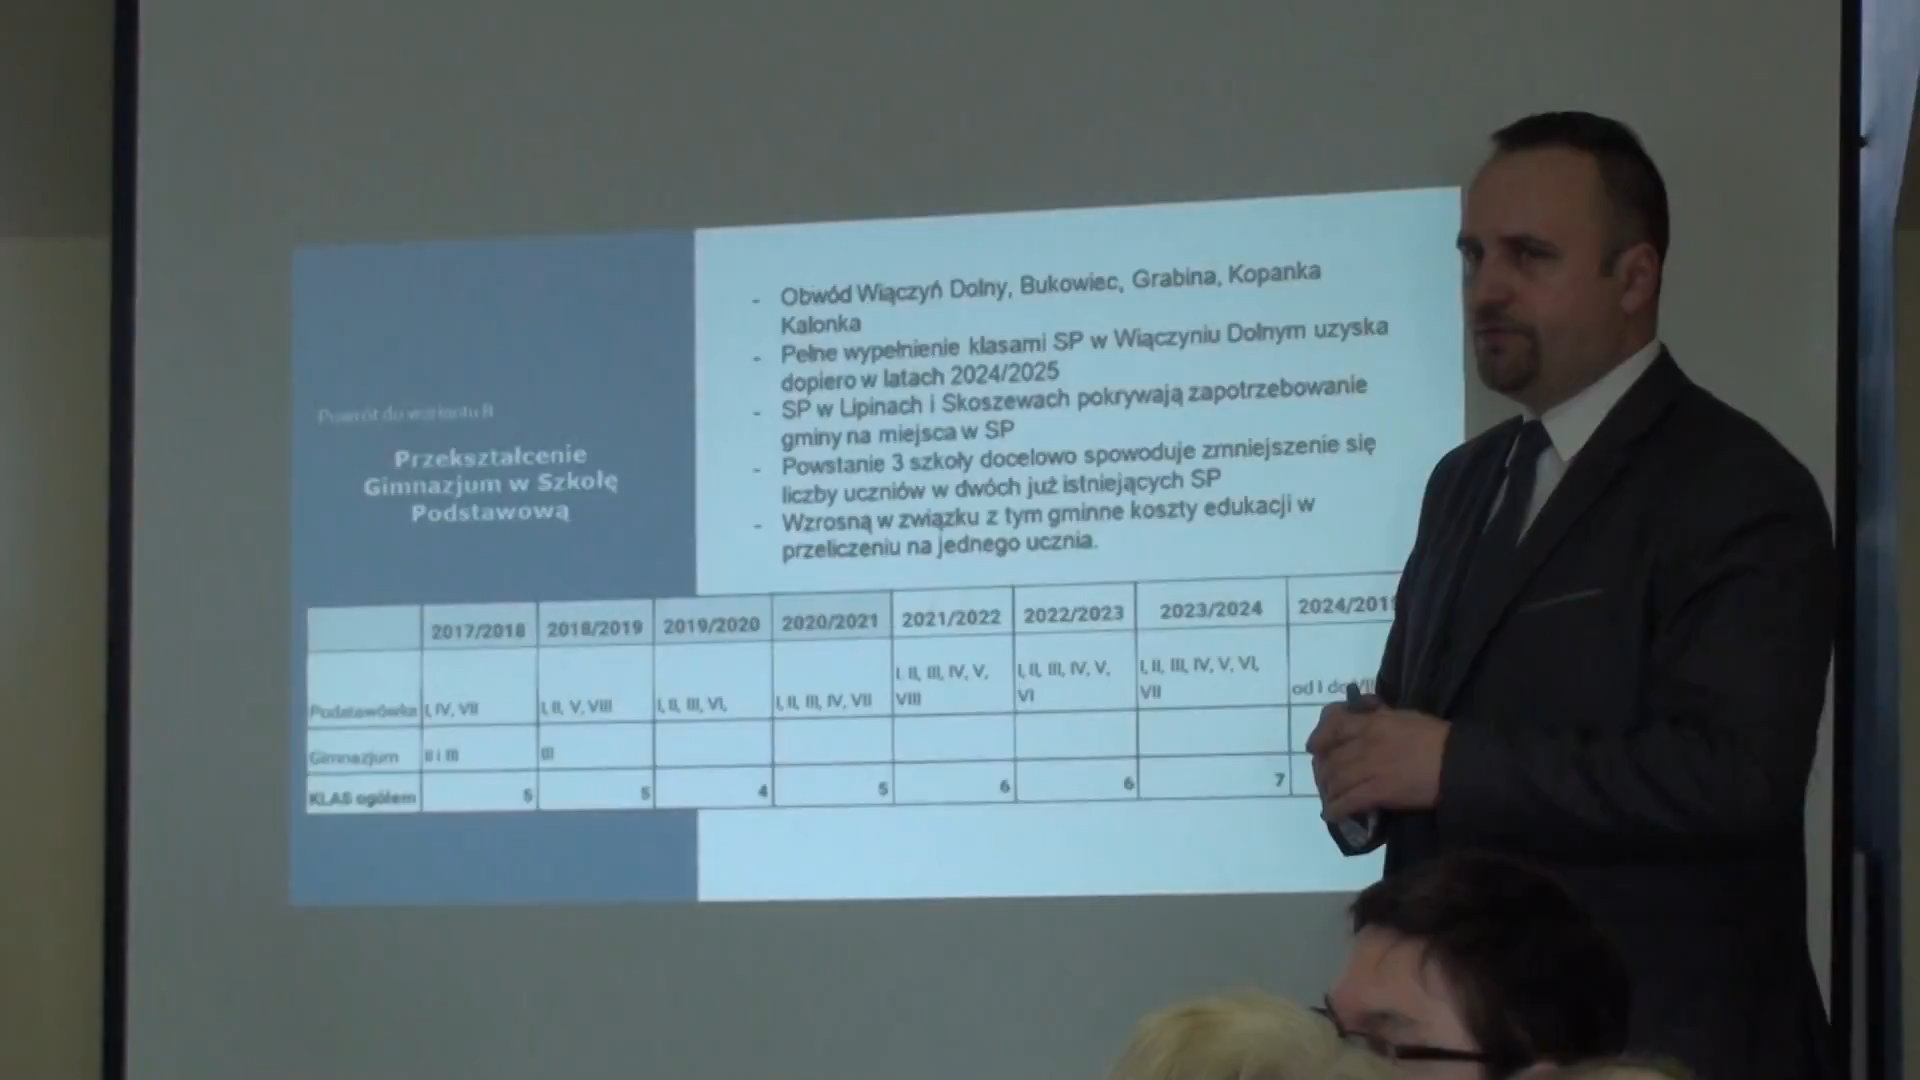 Powrót do wariantu B
Przekształcenie
Gimnazjum w Szkołę
Podstawową
- Obwód Wiączyń Dolny, Bukowiec, Grabina, Kopanka
Kalonka
- Pełne wypełnienie klasami SP w Wiączyniu Dolnym uzyska
dopiero w latach 2024/2025
- SP w Lipinach i Skoszewach pokrywają zapotrzebowanie
gminy na miejsca w SP
- Powstanie 3 szkoły docelowo spowoduje zmniejszenie się
liczby uczniów w dwóch już istniejących SP
- Wzrosną w związku z tym gminne koszty edukacji w
przeliczeniu na jednego ucznia.
2017/2018 2018/2019 2019/2020 2020/2021 2021/2022 2022/2023 2023/2024 2024/201
Podstawówka I, IV, VII I, II, V, VIII I, II, III, VI, I, II, III, IV, VII I, II, III, IV, V, VIII I, II, III, IV, V, VI I, II, III, IV, V, VI, VII od I do
Gimnazjum II i III III
KLAS ogółem 5 5 4 5 6 6 7